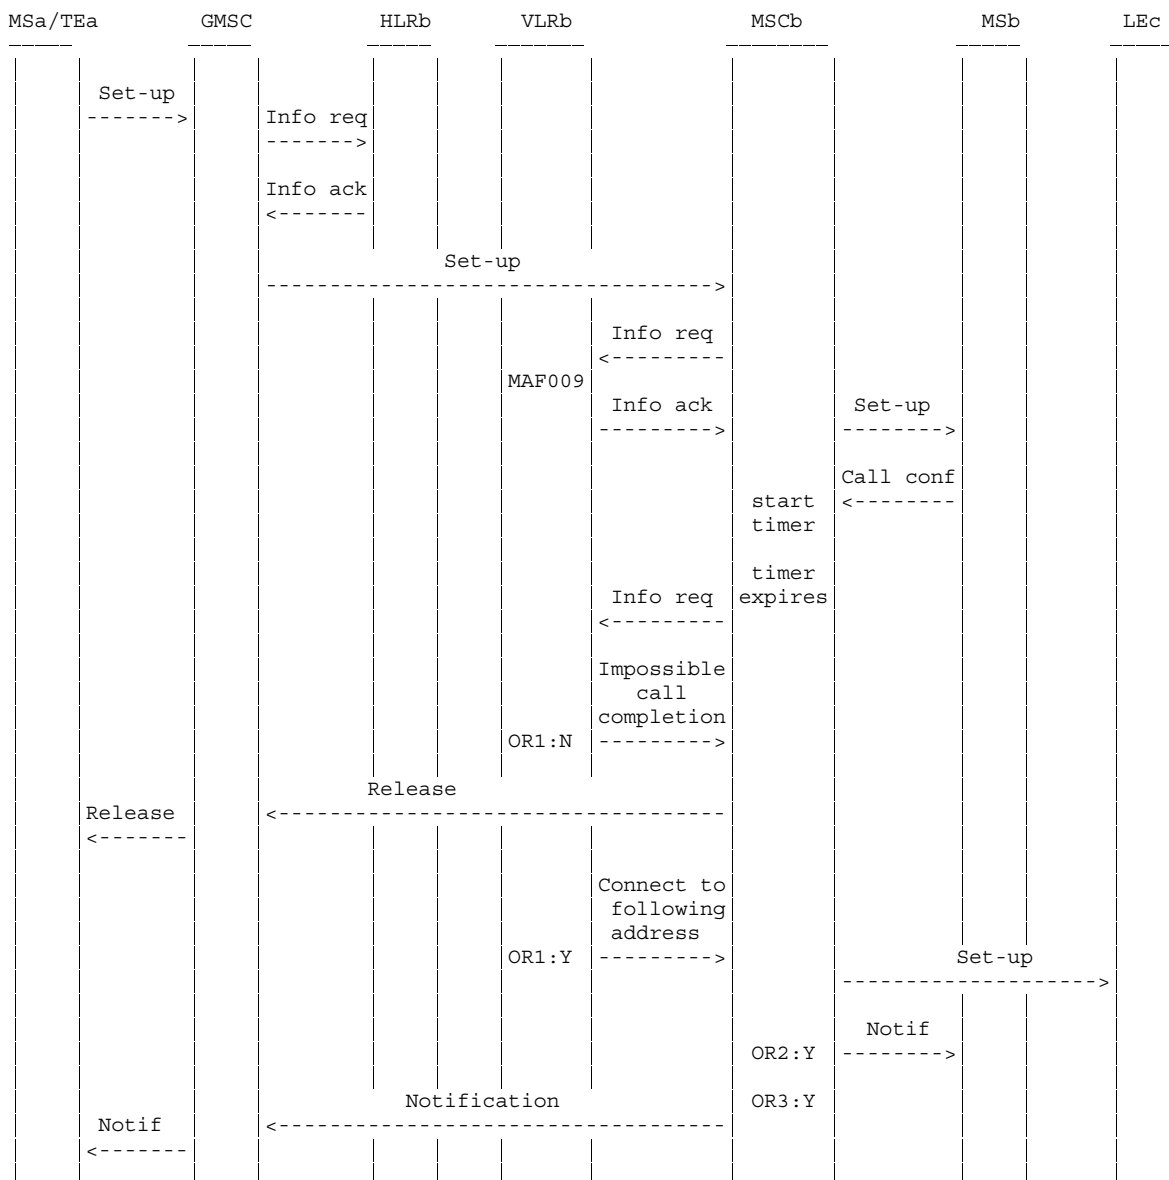 MSa/TEa GMSC HLRb VLRb MSCb MSb LEc
Set-up
-------> Info req
------->
Info ack
<-------
Set-up
----------------------------------->
Info req
<---------
MAF009
Info ack Set-up
---------> -------->
Call conf
start <--------
timer
timer
Info req expires
<---------
Impossible
call
completion
OR1:N --------->
Release
Release <-----------------------------------
<-------
Connect to
following
address
OR1:Y ---------> Set-up
-------------------->
Notif
OR2:Y -------->
Notification OR3:Y
Notif <-----------------------------------
<-------